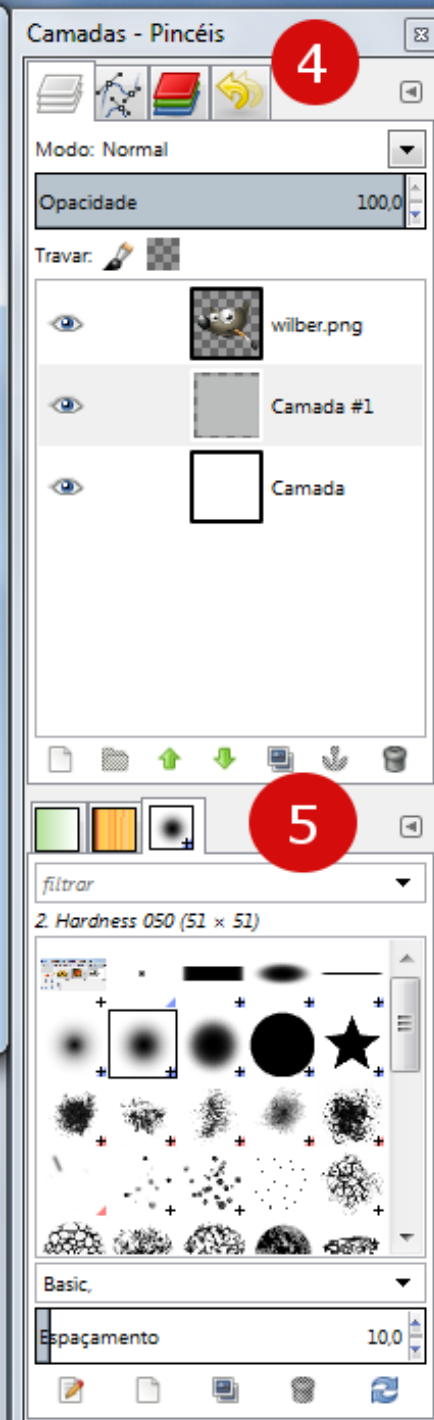 Camadas - Pincéis
4
Modo: Normal
Opacidade 100,0
Travar:
wilber.png
Camada #1
Camada
5
filtrar
2. Hardness 050 (51 × 51)
Basic,
Espaçamento 10,0